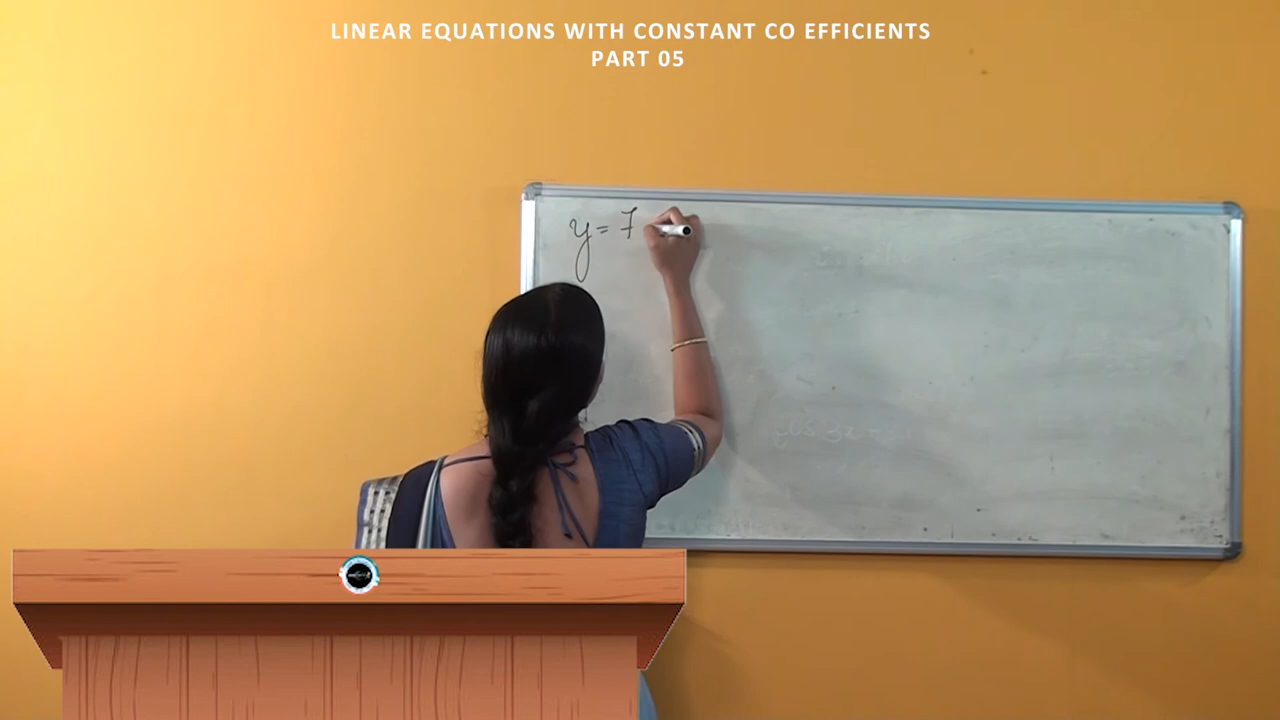 LINEAR EQUATIONS WITH CONSTANT CO EFFICIENTS
PART 05
y = 7